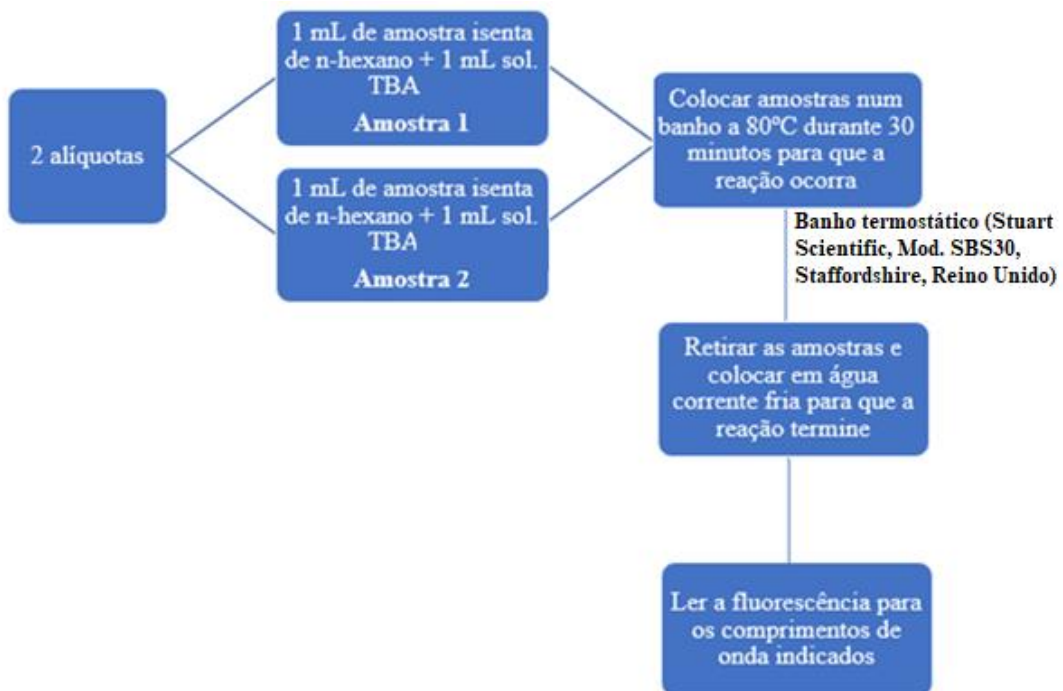 2 alíquotas
1 mL de amostra isenta
de n-hexano + 1 mL sol.
TBA
Amostra 1
1 mL de amostra isenta
de n-hexano + 1 mL sol.
TBA
Amostra 2
Colocar amostras num
banho a 80ºC durante 30
minutos para que a
reação ocorra
Banho termostático (Stuart
Scientific, Mod. SBS30,
Staffordshire, Reino Unido)
Retirar as amostras e
colocar em água
corrente fria para que a
reação termine
Ler a fluorescência para
os comprimentos de
onda indicados